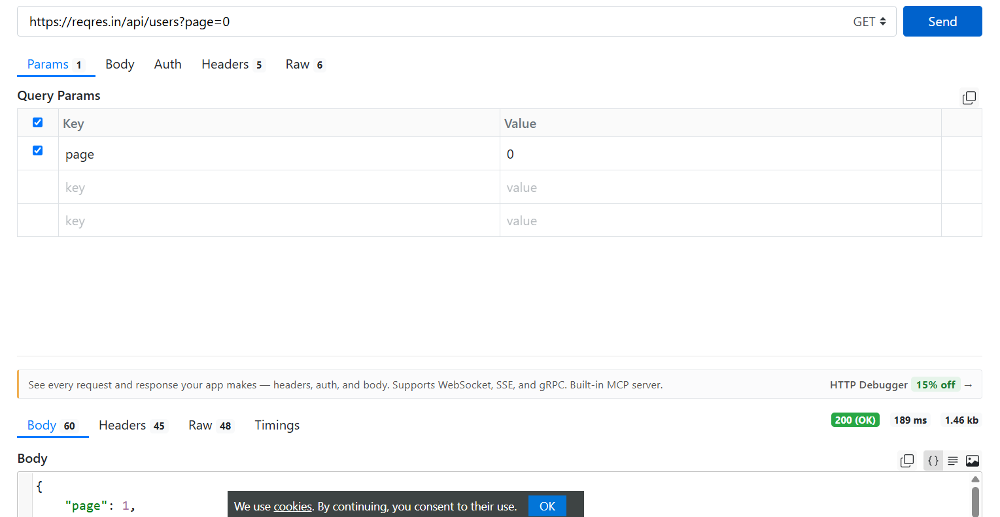 https://reqres.in/api/users?page=0 GET Send
Params 1 Body Auth Headers 5 Raw 6
Query Params
Key Value
page 0
key value
key value
See every request and response your app makes — headers, auth, and body. Supports WebSocket, SSE, and gRPC. Built-in MCP server. HTTP Debugger 15% off →
Body 60 Headers 45 Raw 48 Timings 200 (OK) 189 ms 1.46 kb
Body {}
{
"page": 1,
We use cookies. By continuing, you consent to their use. OK